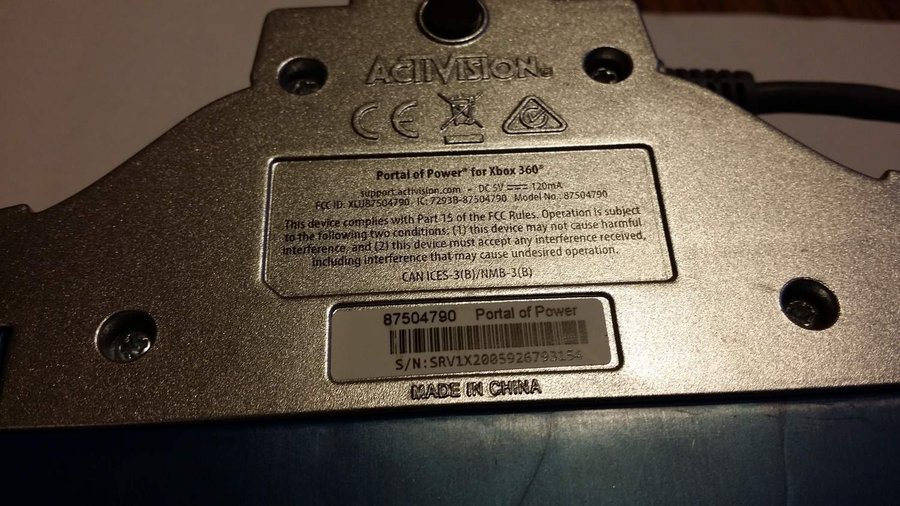 ACTIVISION®
CE
Portal of Power® for Xbox 360®
support.activision.com - DC 5V 120mA
FCC ID: XLU87504790 IC: 7293B-87504790 Model No.: 87504790
This device complies with Part 15 of the FCC Rules. Operation is subject
to the following two conditions: (1) this device may not cause harmful
interference, and (2) this device must accept any interference received,
including interference that may cause undesired operation.
CAN ICES-3(B)/NMB-3(B)
87504790 Portal of Power
S/N:SRV1X2005926793154
MADE IN CHINA